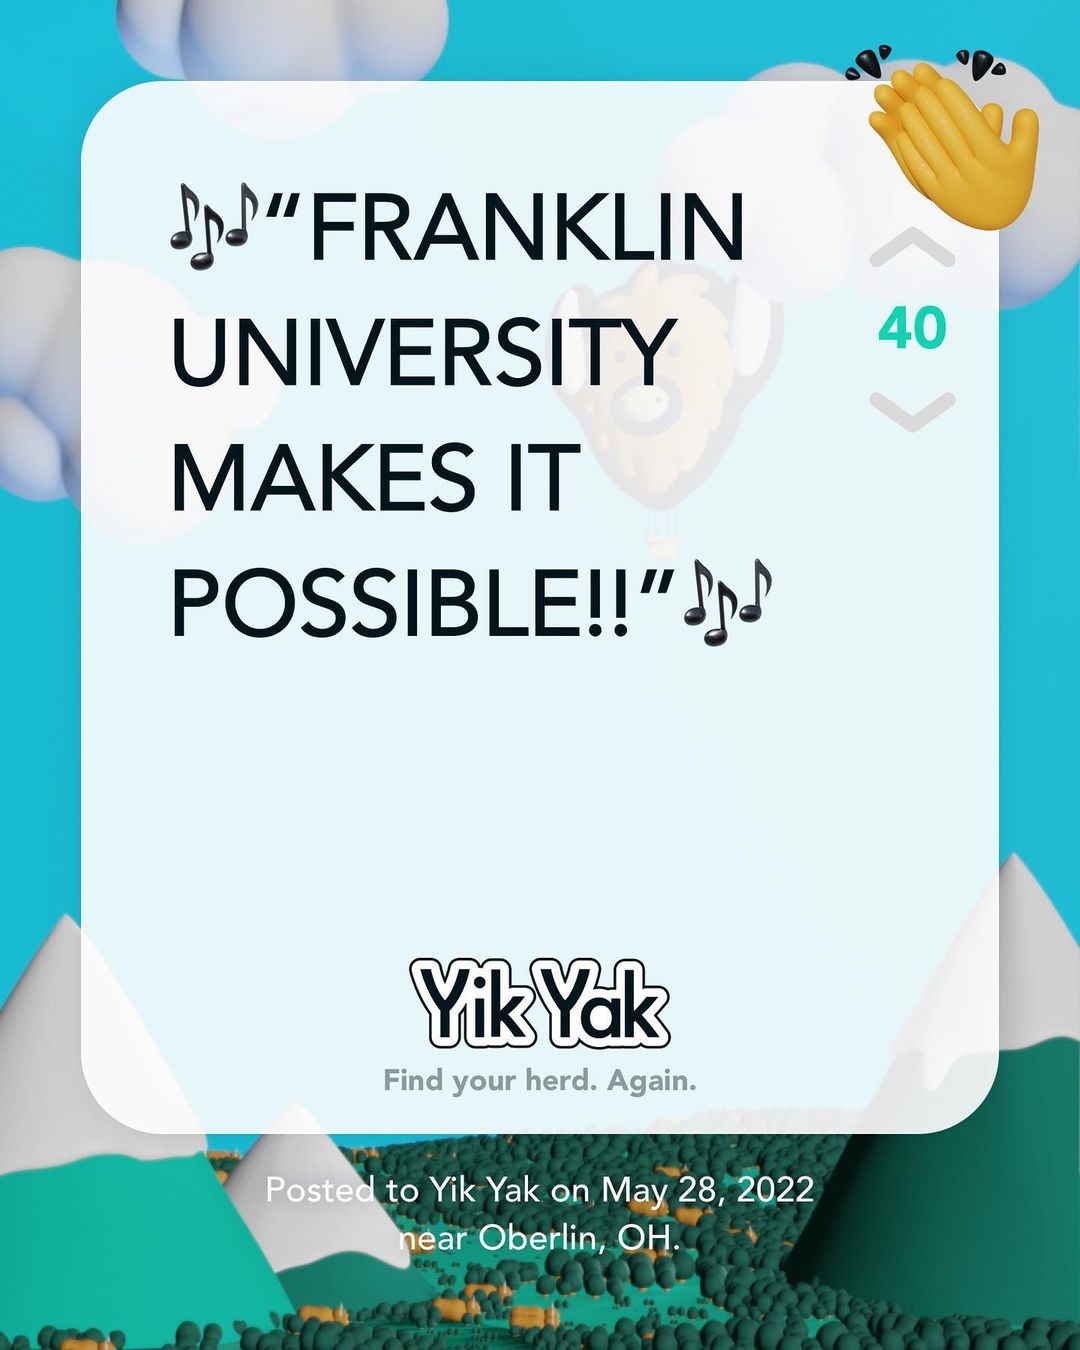 🎶“FRANKLIN
UNIVERSITY
MAKES IT
POSSIBLE!!”🎶
40
Yik Yak
Find your herd. Again.
Posted to Yik Yak on May 28, 2022
near Oberlin, OH.